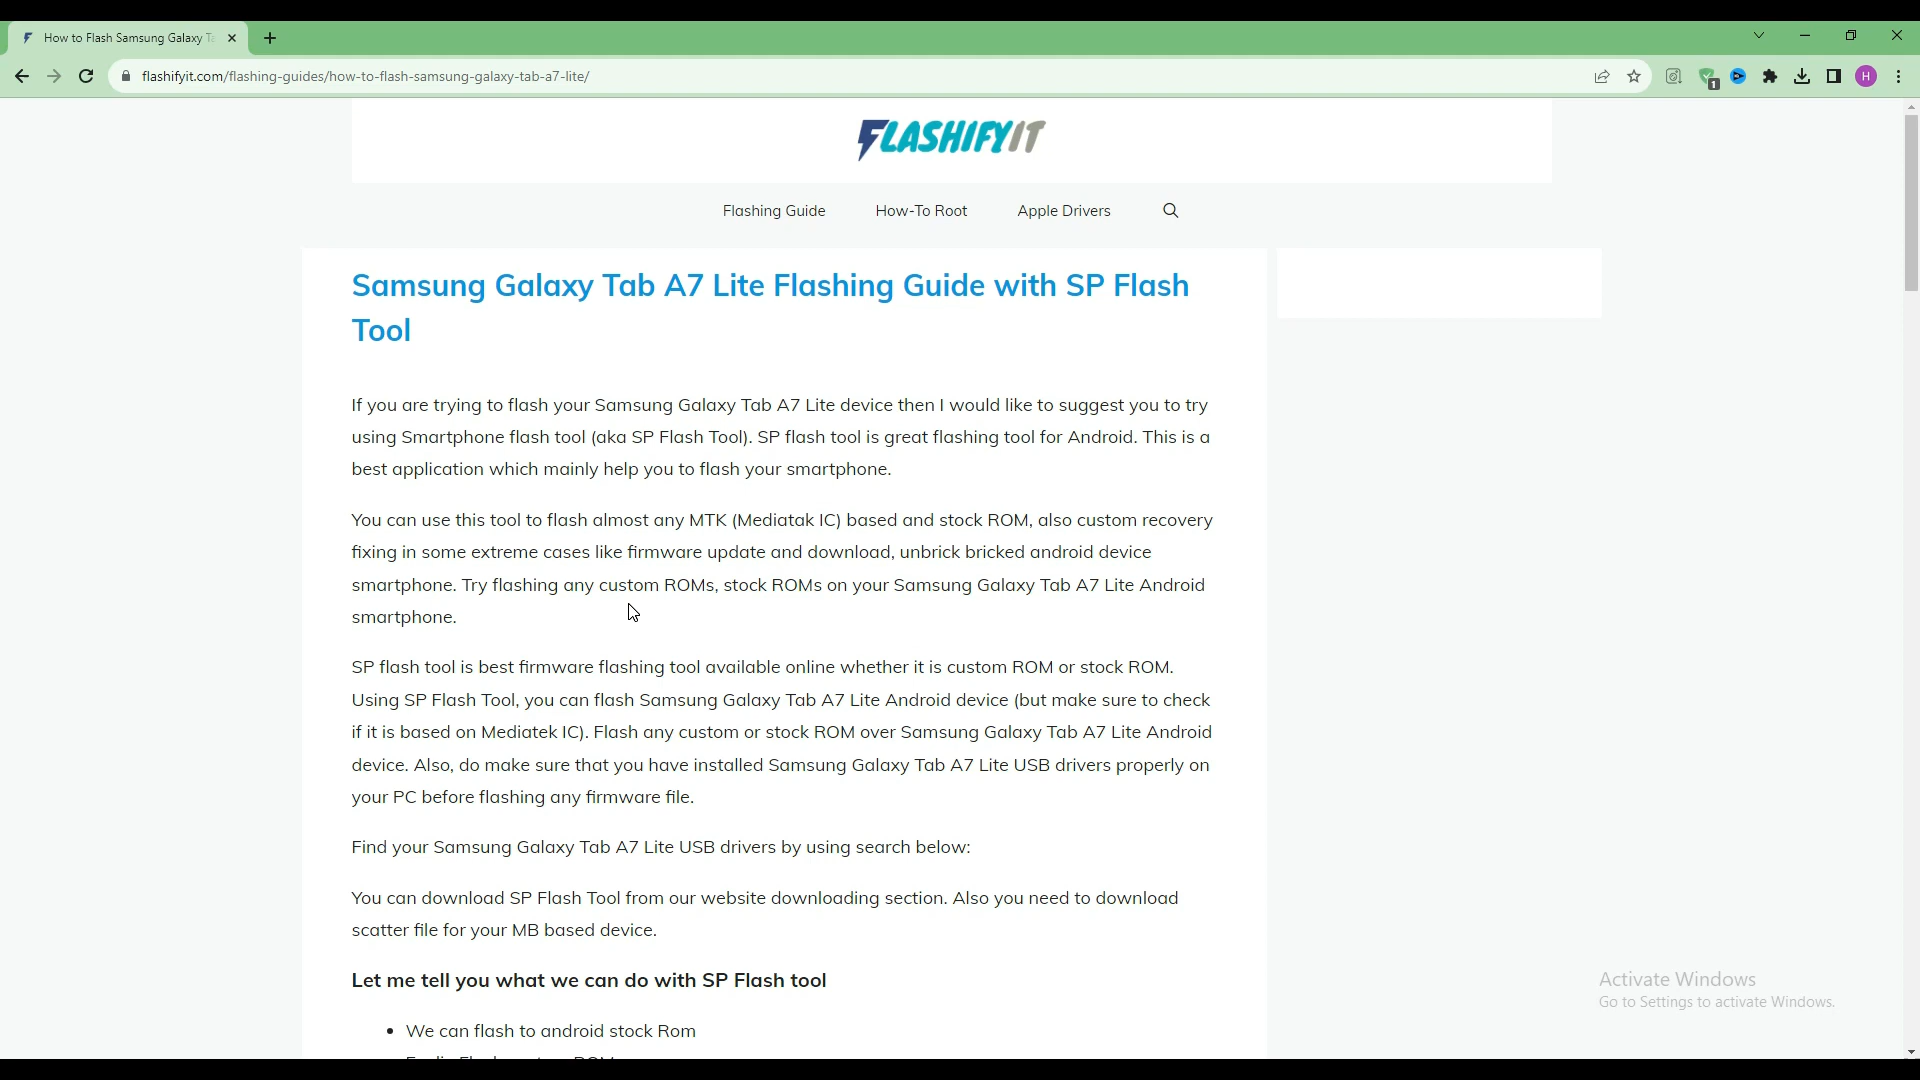 How to Flash Samsung Galaxy Ta
flashifyit.com/flashing-guides/how-to-flash-samsung-galaxy-tab-a7-lite/
1
H
FLASHIFYIT
Flashing Guide How-To Root Apple Drivers
Samsung Galaxy Tab A7 Lite Flashing Guide with SP Flash
Tool
If you are trying to flash your Samsung Galaxy Tab A7 Lite device then I would like to suggest you to try
using Smartphone flash tool (aka SP Flash Tool). SP flash tool is great flashing tool for Android. This is a
best application which mainly help you to flash your smartphone.
You can use this tool to flash almost any MTK (Mediatak IC) based and stock ROM, also custom recovery
fixing in some extreme cases like firmware update and download, unbrick bricked android device
smartphone. Try flashing any custom ROMs, stock ROMs on your Samsung Galaxy Tab A7 Lite Android
smartphone.
SP flash tool is best firmware flashing tool available online whether it is custom ROM or stock ROM.
Using SP Flash Tool, you can flash Samsung Galaxy Tab A7 Lite Android device (but make sure to check
if it is based on Mediatek IC). Flash any custom or stock ROM over Samsung Galaxy Tab A7 Lite Android
device. Also, do make sure that you have installed Samsung Galaxy Tab A7 Lite USB drivers properly on
your PC before flashing any firmware file.
Find your Samsung Galaxy Tab A7 Lite USB drivers by using search below:
You can download SP Flash Tool from our website downloading section. Also you need to download
scatter file for your MB based device.
Let me tell you what we can do with SP Flash tool
• We can flash to android stock Rom
Activate Windows
Go to Settings to activate Windows.